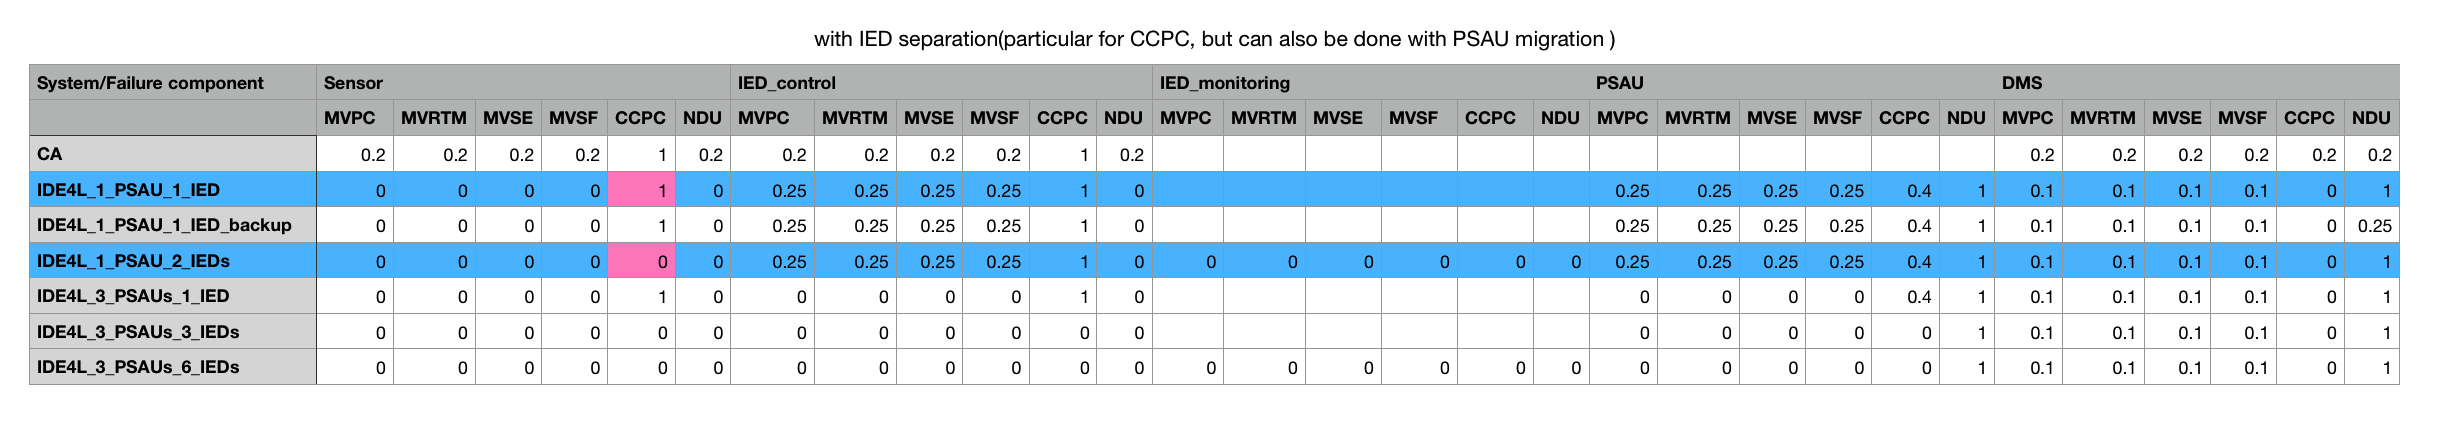 with IED separation(particular for CCPC, but can also be done with PSAU migration )
System/Failure component Sensor IED_control IED_monitoring PSAU DMS
MVPC MVRTM MVSE MVSF CCPC NDU MVPC MVRTM MVSE MVSF CCPC NDU MVPC MVRTM MVSE MVSF CCPC NDU MVPC MVRTM MVSE MVSF CCPC NDU MVPC MVRTM MVSE MVSF CCPC NDU
CA 0.2 0.2 0.2 0.2 1 0.2 0.2 0.2 0.2 0.2 1 0.2 0.2 0.2 0.2 0.2 0.2 0.2
IDE4L_1_PSAU_1_IED 0 0 0 0 1 0 0.25 0.25 0.25 0.25 1 0 0.25 0.25 0.25 0.25 0.4 1 0.1 0.1 0.1 0.1 0 1
IDE4L_1_PSAU_1_IED_backup 0 0 0 0 1 0 0.25 0.25 0.25 0.25 1 0 0.25 0.25 0.25 0.25 0.4 1 0.1 0.1 0.1 0.1 0 0.25
IDE4L_1_PSAU_2_IEDs 0 0 0 0 0 0 0.25 0.25 0.25 0.25 1 0 0 0 0 0 0 0 0.25 0.25 0.25 0.25 0.4 1 0.1 0.1 0.1 0.1 0 1
IDE4L_3_PSAUs_1_IED 0 0 0 0 1 0 0 0 0 0 1 0 0 0 0 0 0.4 1 0.1 0.1 0.1 0.1 0 1
IDE4L_3_PSAUs_3_IEDs 0 0 0 0 0 0 0 0 0 0 0 0 0 0 0 0 0 1 0.1 0.1 0.1 0.1 0 1
IDE4L_3_PSAUs_6_IEDs 0 0 0 0 0 0 0 0 0 0 0 0 0 0 0 0 0 0 0 0 0 0 0 1 0.1 0.1 0.1 0.1 0 1